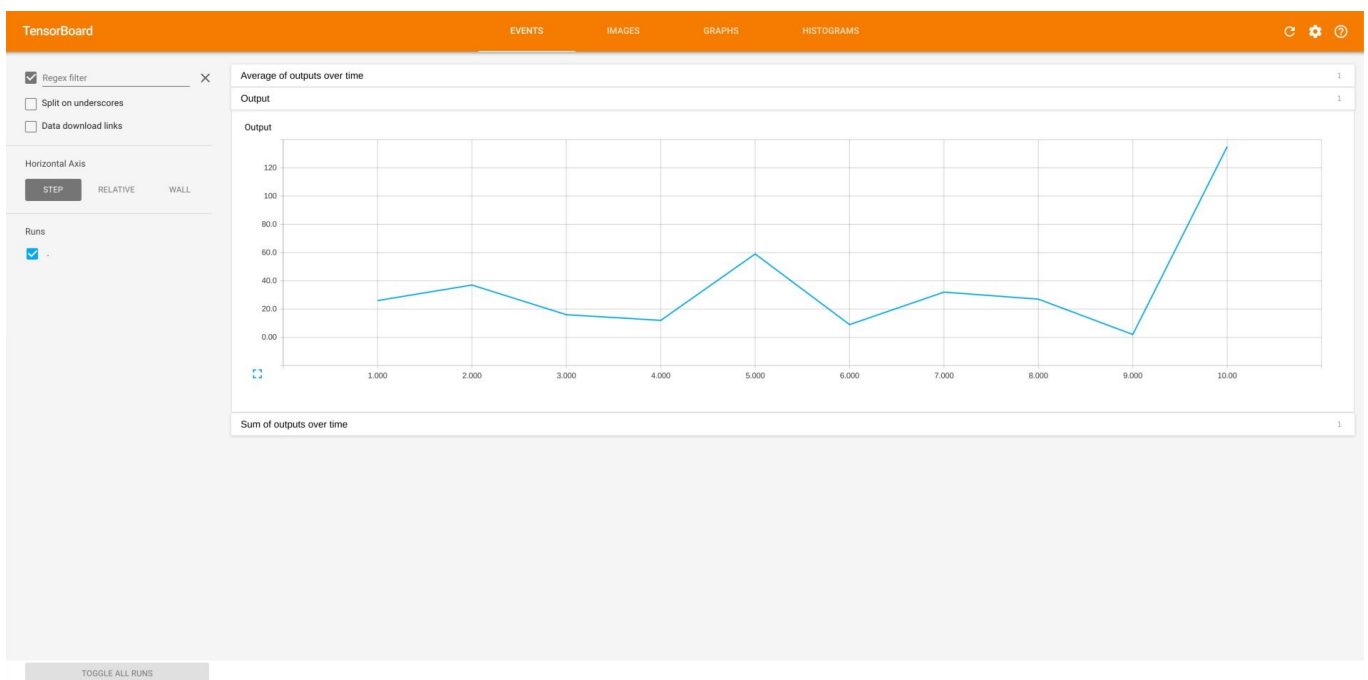 TensorBoard EVENTS IMAGES GRAPHS HISTOGRAMS
Regex filter
Split on underscores
Data download links
Horizontal Axis
STEP RELATIVE WALL
Runs
.
TOGGLE ALL RUNS
Average of outputs over time 1
Output 1
Output
120
100
80.0
60.0
40.0
20.0
0.00
1.000 2.000 3.000 4.000 5.000 6.000 7.000 8.000 9.000 10.00
Sum of outputs over time 1